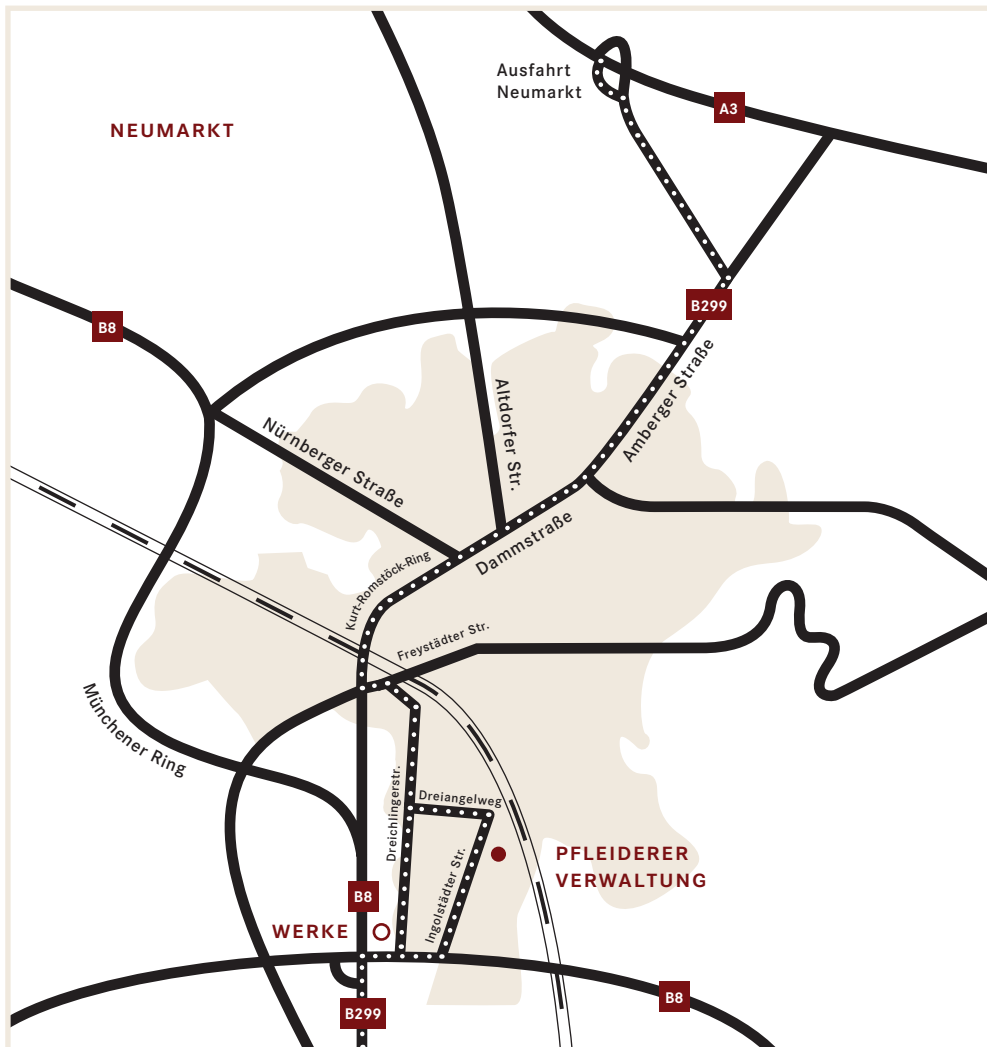 Ausfahrt
Neumarkt
A3
NEUMARKT
B299
B8
Amberger Straße
Altdorfer Str.
Nürnberger Straße
Dammstraße
Kurt-Romstöck-Ring
Freystädter Str.
Münchener Ring
Dreichlingerstr.
Dreiangelweg
Ingolstädter Str.
PFLEIDERER
VERWALTUNG
B8
WERKE
B8
B299